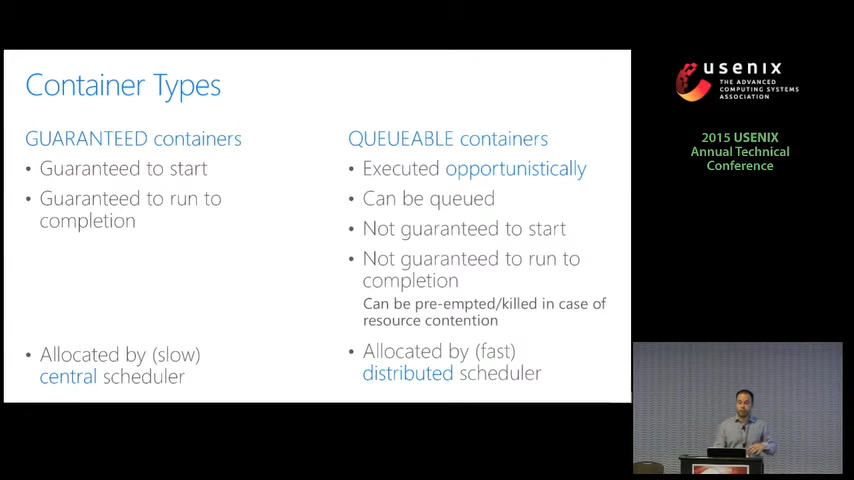 Container Types
GUARANTEED containers
• Guaranteed to start
• Guaranteed to run to
completion
• Allocated by (slow)
central scheduler
QUEUEABLE containers
• Executed opportunistically
• Can be queued
• Not guaranteed to start
• Not guaranteed to run to
completion
Can be pre-empted/killed in case of
resource contention
• Allocated by (fast)
distributed scheduler
usenix
THE ADVANCED
COMPUTING SYSTEMS
ASSOCIATION
2015 USENIX
Annual Technical
Conference